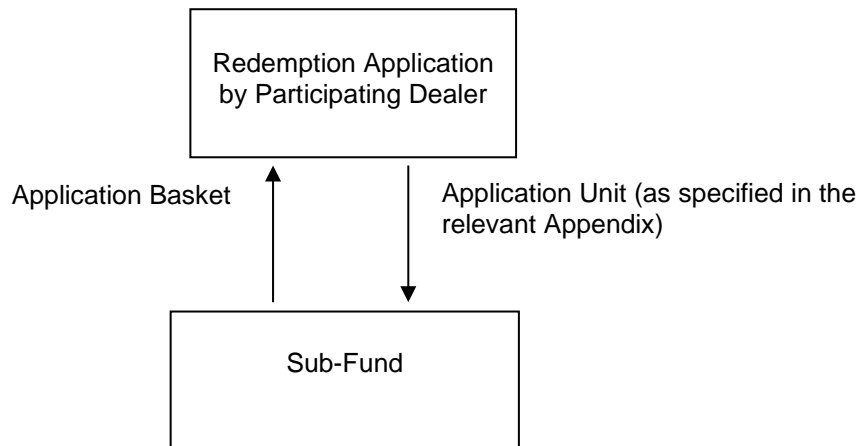 Redemption Application
by Participating Dealer
Application Basket
Application Unit (as specified in the
relevant Appendix)
Sub-Fund